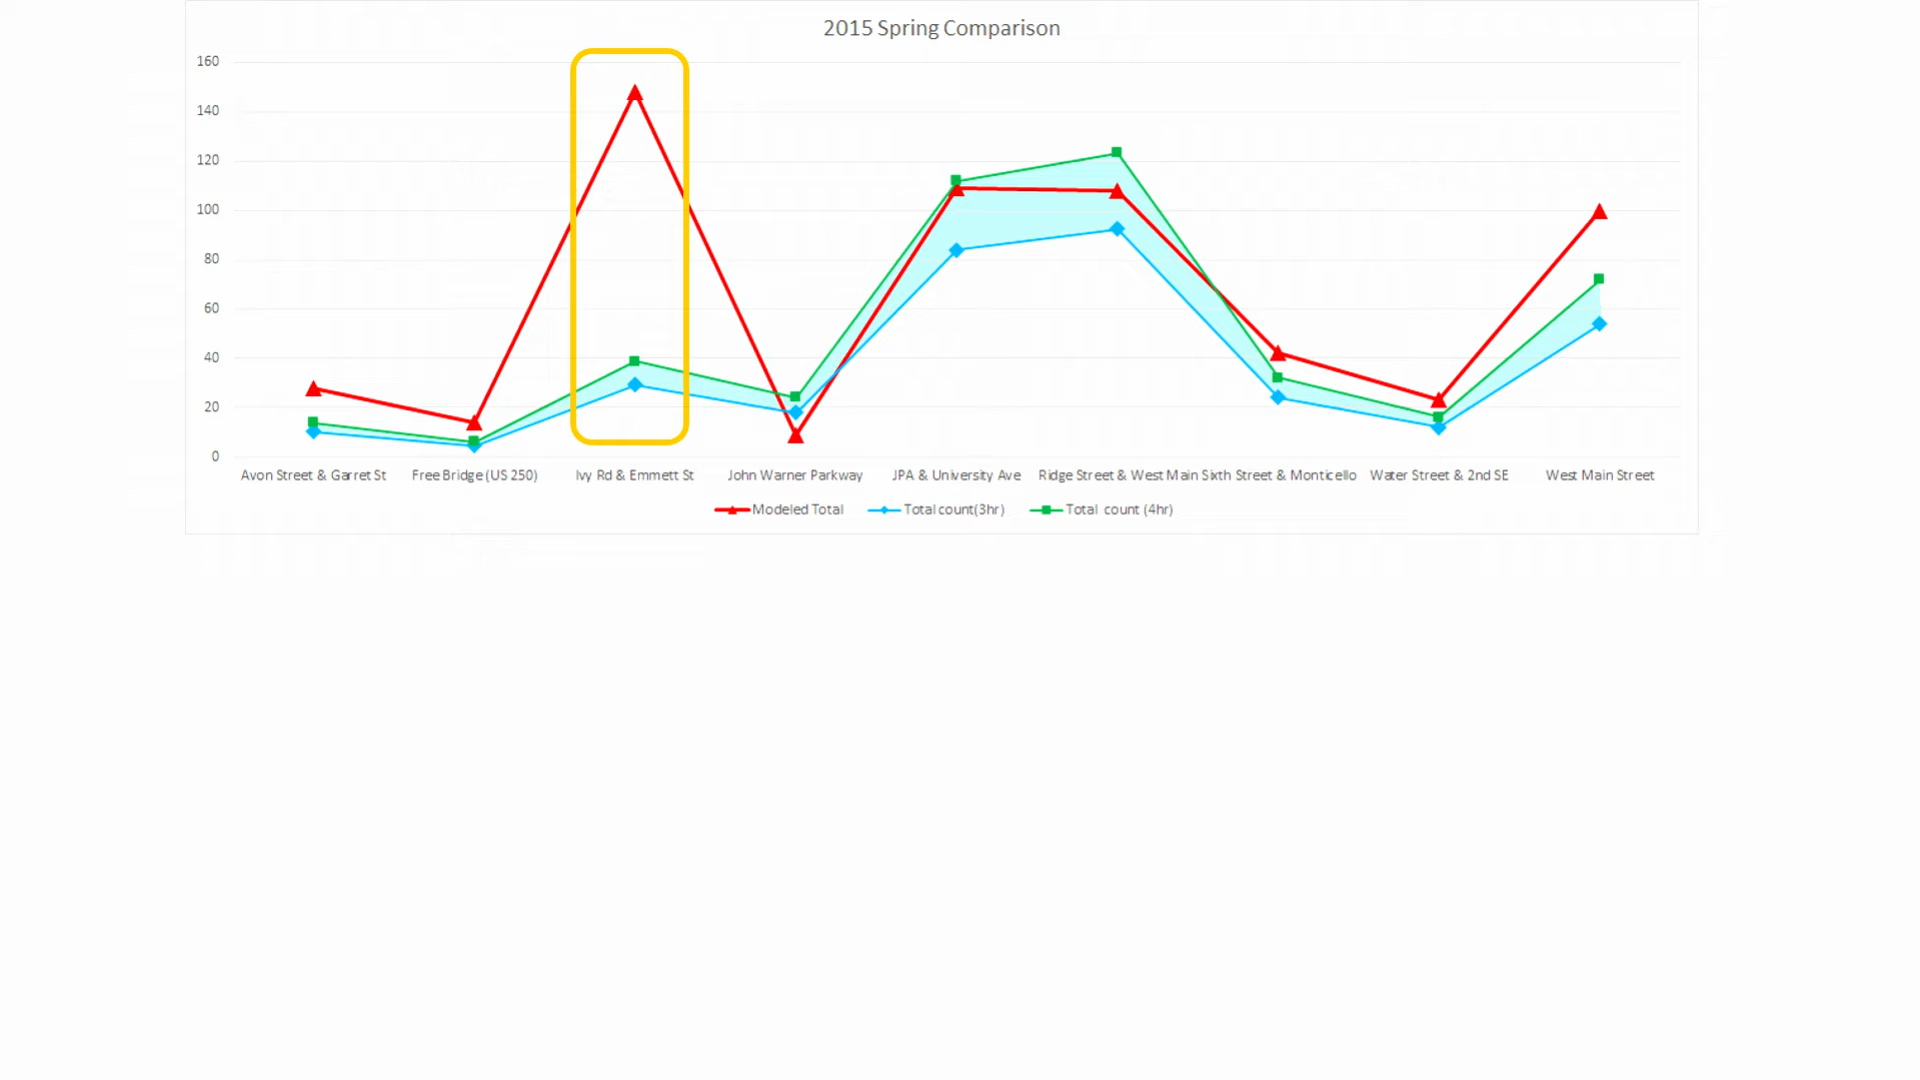 2015 Spring Comparison
160
140
120
100
80
60
40
20
0
Avon Street & Garret St
Free Bridge (US 250)
Ivy Rd & Emmett St
John Warner Parkway
JPA & University Ave
Ridge Street & West Main
Sixth Street & Monticello
Water Street & 2nd SE
West Main Street
Modeled Total
Total count(3hr)
Total count (4hr)